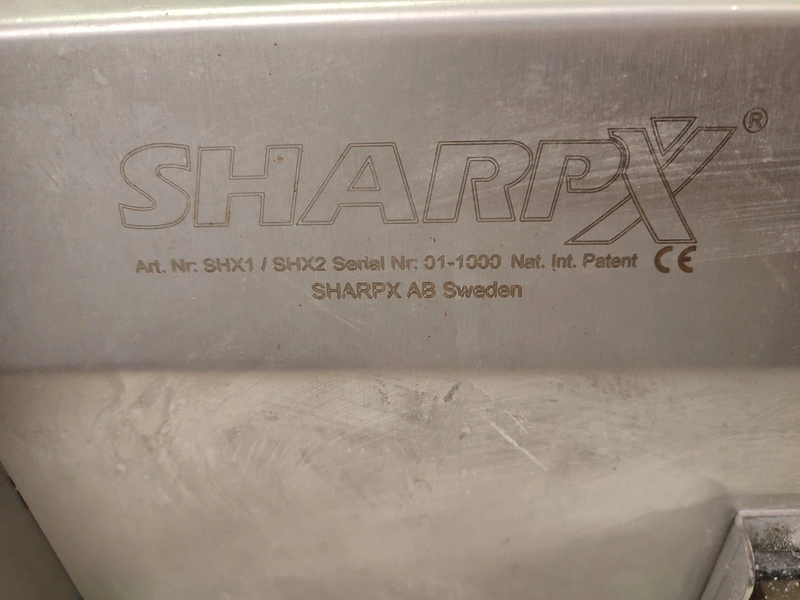 SHARPX®
Art. Nr: SHX1 / SHX2 Serial Nr: 01-1000 Nat. Int. Patent CE
SHARPX AB Sweden